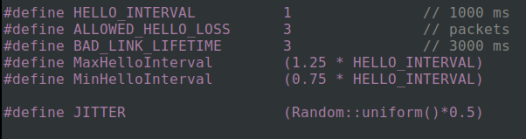 #define HELLO_INTERVAL 1 // 1000 ms
#define ALLOWED_HELLO_LOSS 3 // packets
#define BAD_LINK_LIFETIME 3 // 3000 ms
#define MaxHelloInterval (1.25 * HELLO_INTERVAL)
#define MinHelloInterval (0.75 * HELLO_INTERVAL)
#define JITTER (Random::uniform()*0.5)